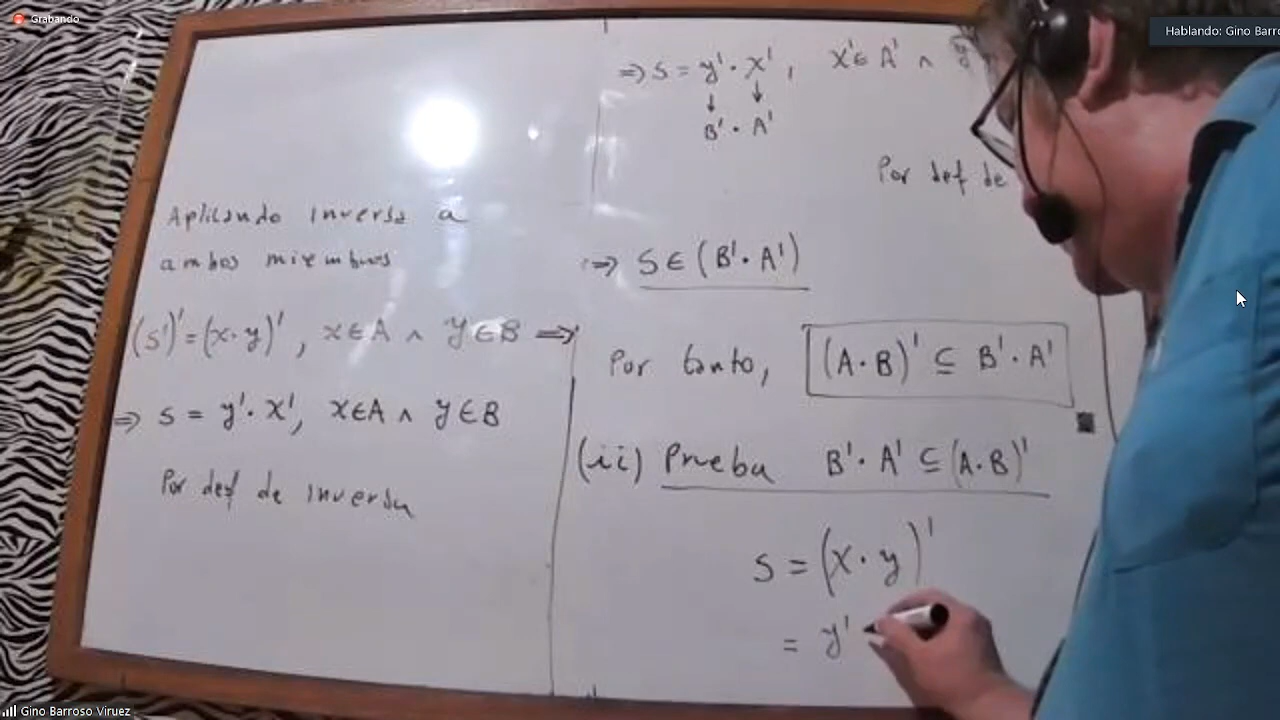 Grabando
Hablando: Gino Barro
Aplicando inversa a
ambos miembros
(s')' = (x·y)', x∈A ∧ y∈B ⇒
⇒ s = y'·x', x∈A ∧ y∈B
Por def de inversa
⇒ s = y'·x', x'∈ A' ∧
↓ ↓
B' · A'
Por def de
⇒ s∈(B'·A')
Por tanto, (A·B)' ⊆ B'·A'
(ii) Prueba B'·A' ⊆ (A·B)'
s = (x·y)'
= y'
Gino Barroso Viruez